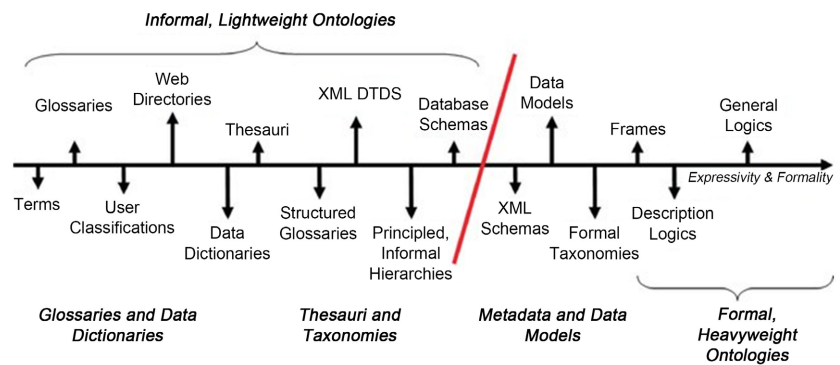 Informal, Lightweight Ontologies
Glossaries
Web
Directories
Thesauri
XML DTDS
Database
Schemas
Data
Models
Frames
General
Logics
Expressivity & Formality
Terms
User
Classifications
Data
Dictionaries
Structured
Glossaries
Principled,
Informal
Hierarchies
XML
Schemas
Formal
Taxonomies
Description
Logics
Glossaries and Data
Dictionaries
Thesauri and
Taxonomies
Metadata and Data
Models
Formal,
Heavyweight
Ontologies